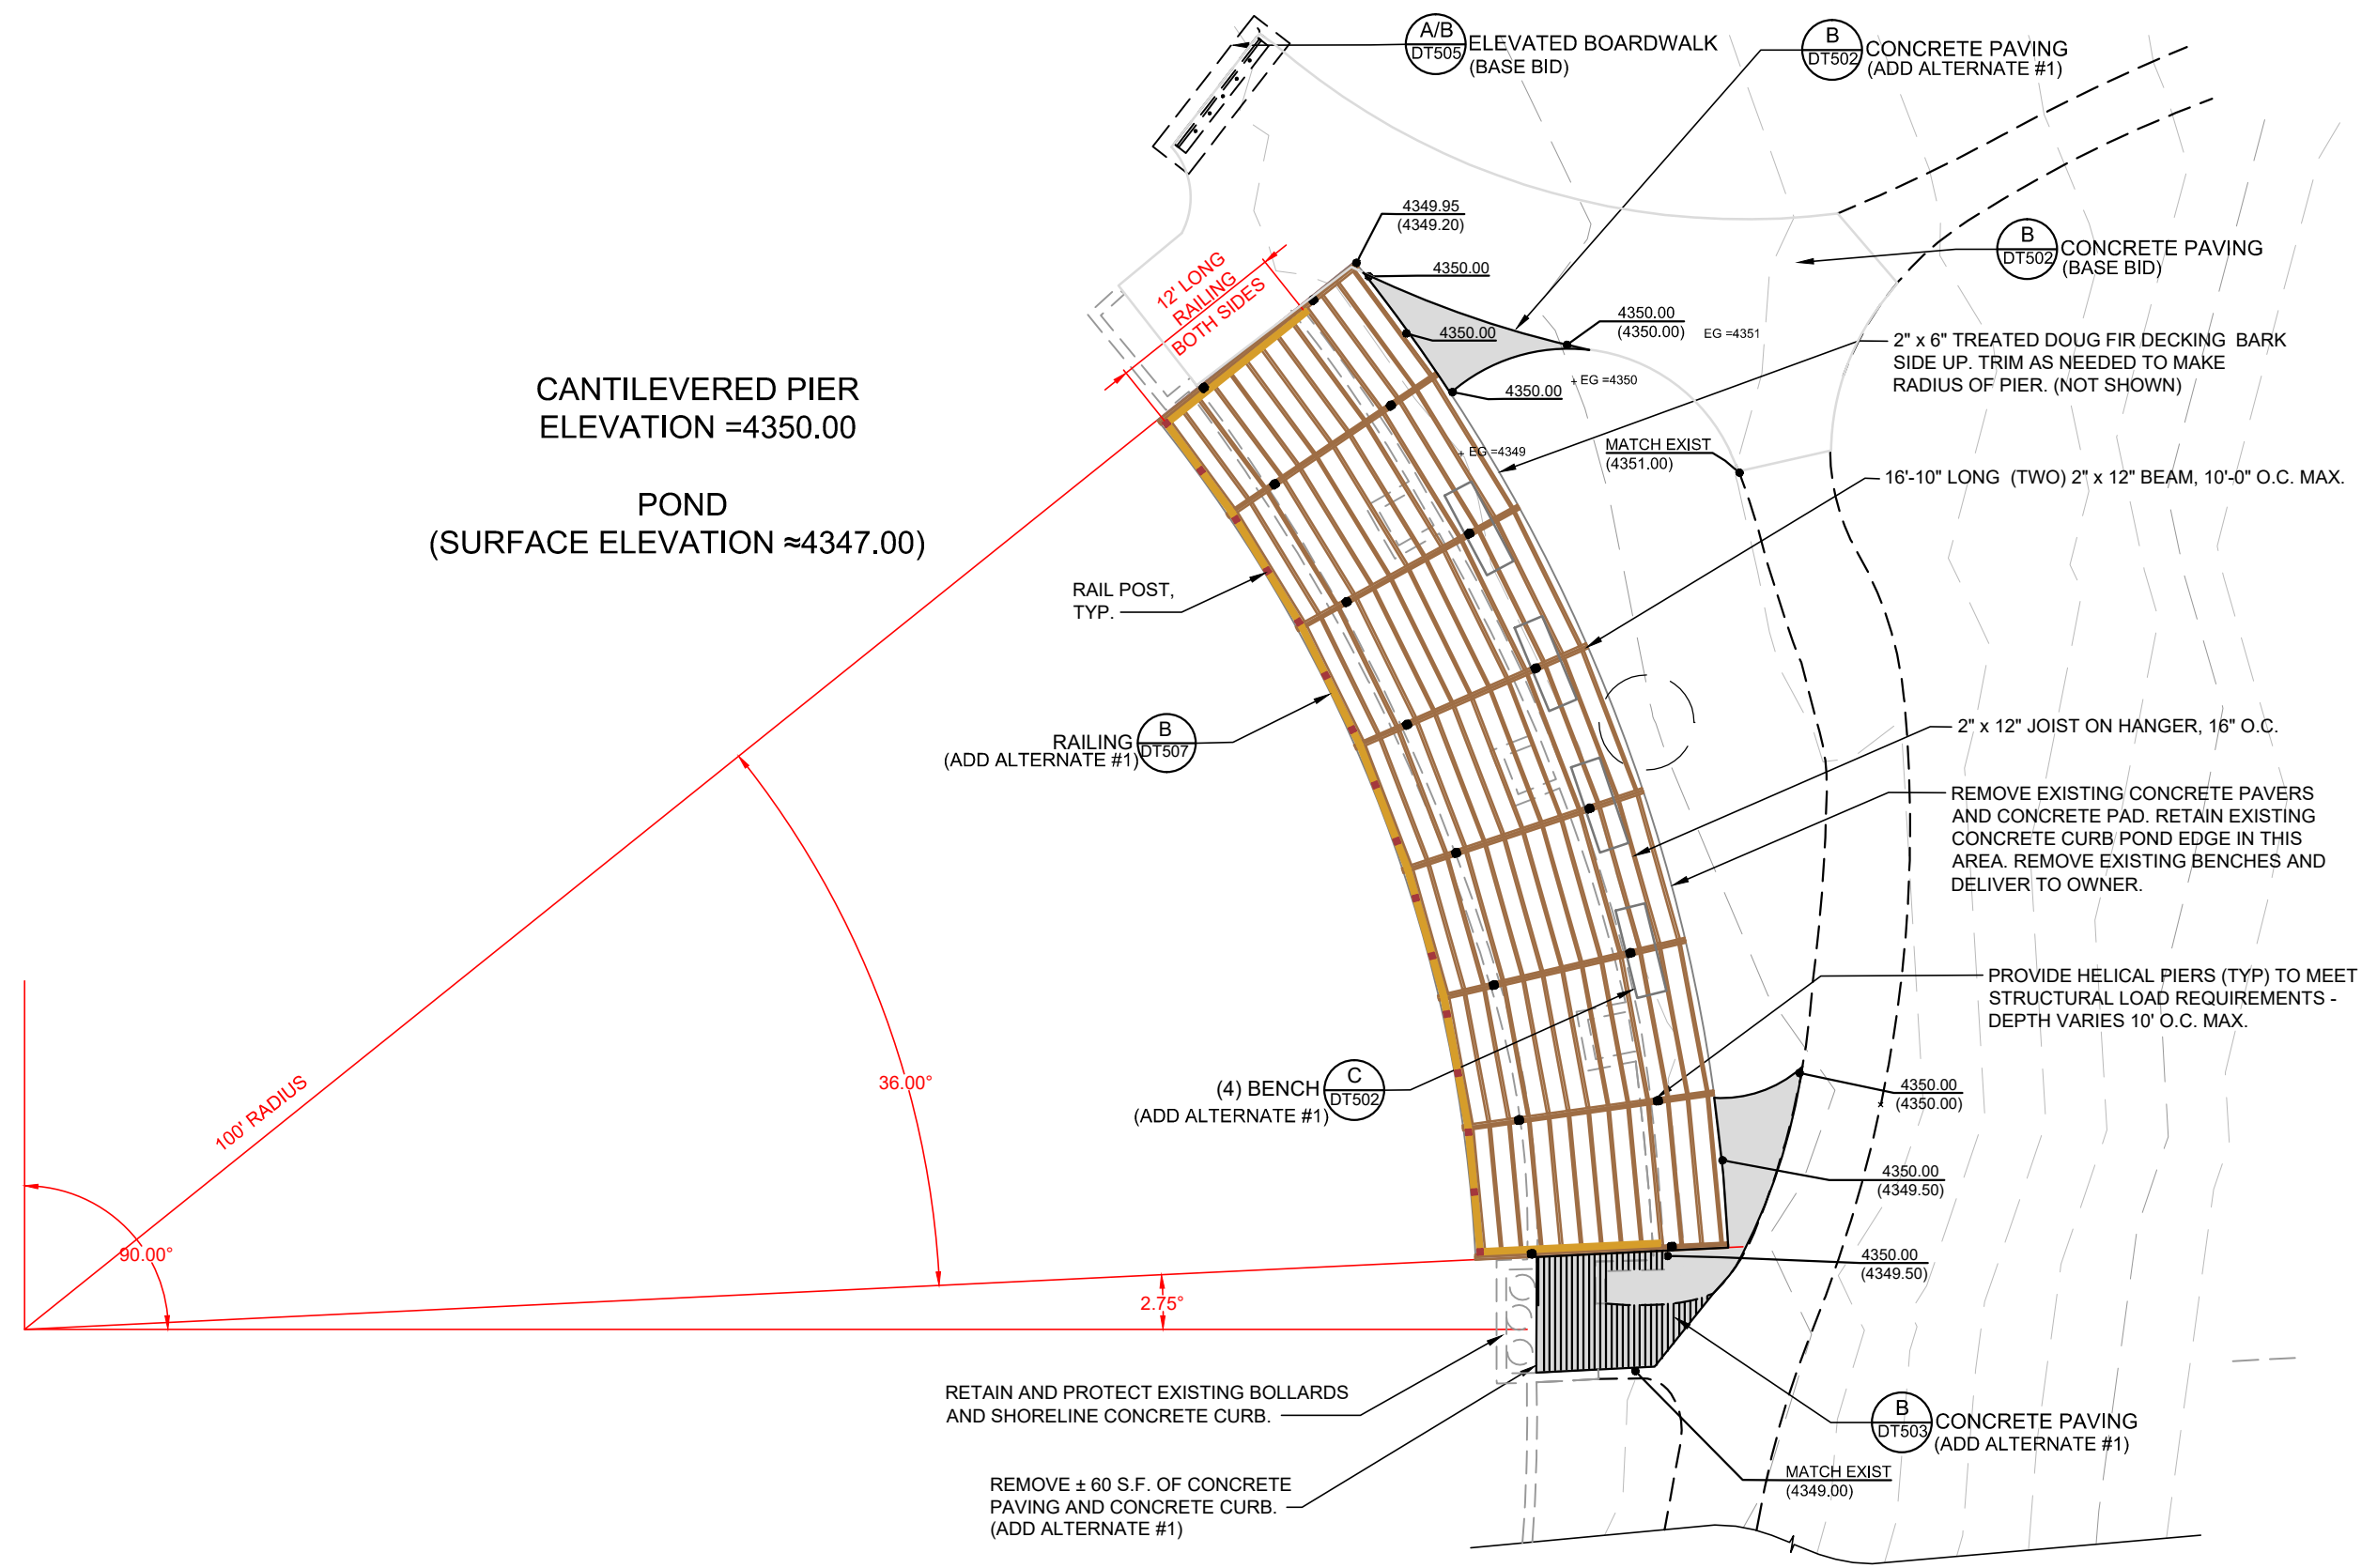 A/B
DT505
ELEVATED BOARDWALK
(BASE BID)
B
DT502
CONCRETE PAVING
(ADD ALTERNATE #1)
4349.95
(4349.20)
4350.00
12' LONG
RAILING
BOTH SIDES
B
DT502
CONCRETE PAVING
(BASE BID)
4350.00
4350.00
(4350.00)
EG =4351
2" x 6" TREATED DOUG FIR DECKING BARK
SIDE UP. TRIM AS NEEDED TO MAKE
RADIUS OF PIER. (NOT SHOWN)
4350.00
+ EG =4350
CANTILEVERED PIER
ELEVATION =4350.00
POND
(SURFACE ELEVATION ≈4347.00)
+ EG =4349
MATCH EXIST
(4351.00)
16'-10" LONG (TWO) 2" x 12" BEAM, 10'-0" O.C. MAX.
RAIL POST,
TYP.
RAILING
(ADD ALTERNATE #1)
B
DT507
2" x 12" JOIST ON HANGER, 16" O.C.
REMOVE EXISTING CONCRETE PAVERS
AND CONCRETE PAD. RETAIN EXISTING
CONCRETE CURB POND EDGE IN THIS
AREA. REMOVE EXISTING BENCHES AND
DELIVER TO OWNER.
PROVIDE HELICAL PIERS (TYP) TO MEET
STRUCTURAL LOAD REQUIREMENTS -
DEPTH VARIES 10' O.C. MAX.
36.00°
100' RADIUS
(4) BENCH
(ADD ALTERNATE #1)
C
DT502
4350.00
(4350.00)
4350.00
(4349.50)
90.00°
4350.00
(4349.50)
2.75°
RETAIN AND PROTECT EXISTING BOLLARDS
AND SHORELINE CONCRETE CURB.
B
DT503
CONCRETE PAVING
(ADD ALTERNATE #1)
REMOVE ± 60 S.F. OF CONCRETE
PAVING AND CONCRETE CURB.
(ADD ALTERNATE #1)
MATCH EXIST
(4349.00)